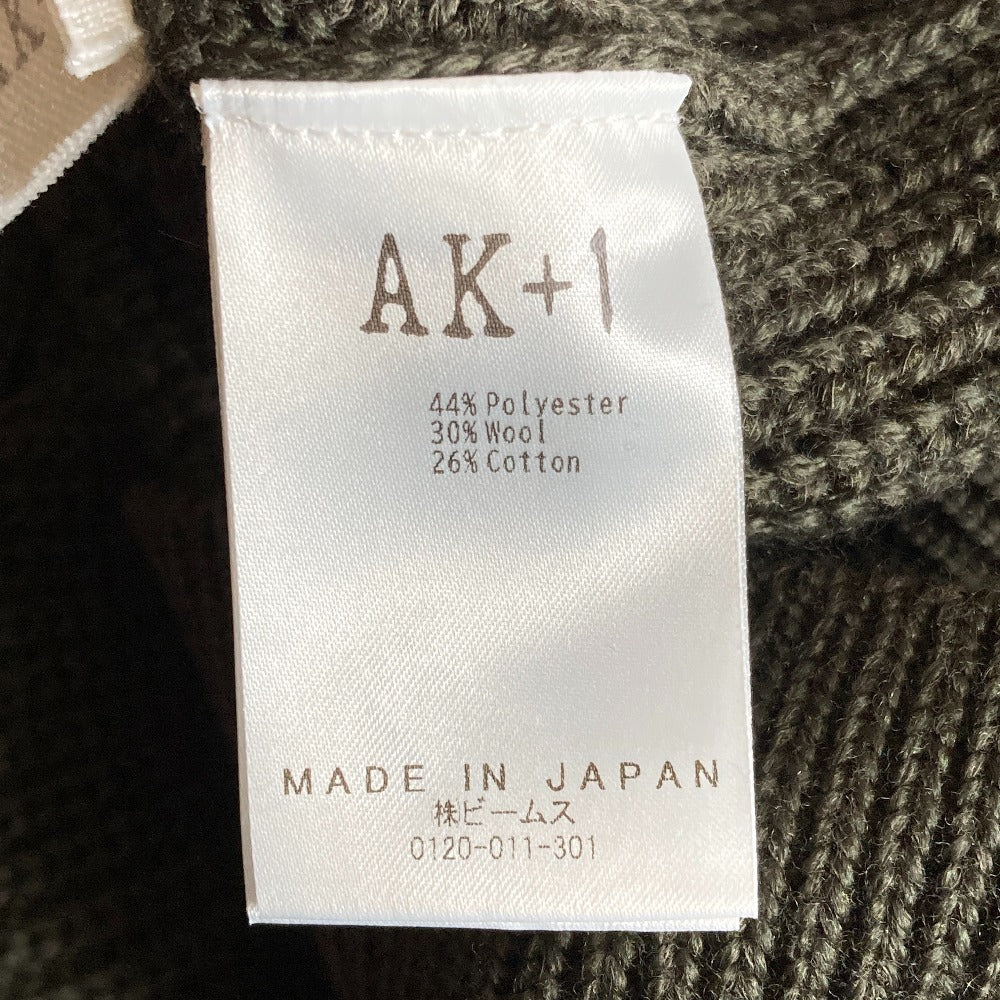 AK+1
44% Polyester
30% Wool
26% Cotton
MADE IN JAPAN
株ビームス
0120-011-301